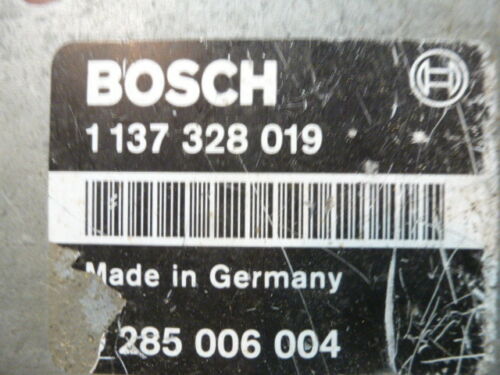 BOSCH
1 137 328 019
Made in Germany
285 006 004